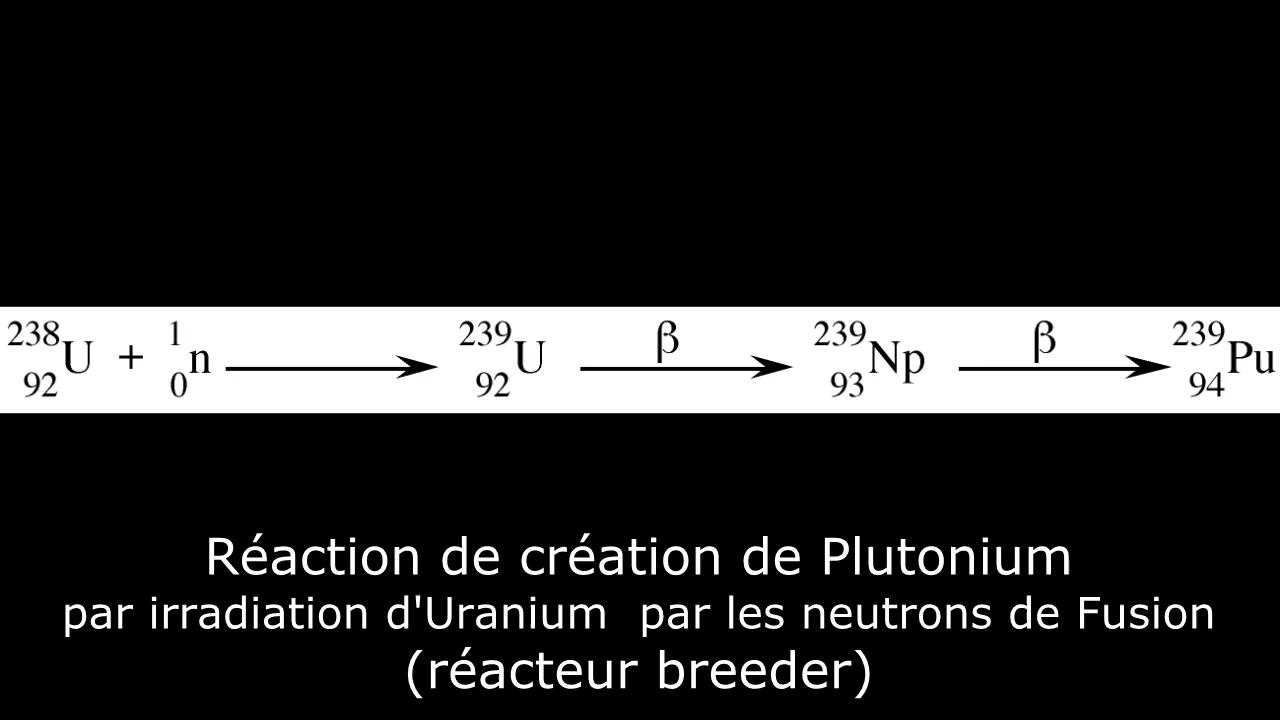 ²³⁸₉₂U + ¹₀n ⟶ ²³⁹₉₂U β⟶ ²³⁹₉₃Np β⟶ ²³⁹₉₄Pu
Réaction de création de Plutonium
par irradiation d'Uranium par les neutrons de Fusion
(réacteur breeder)